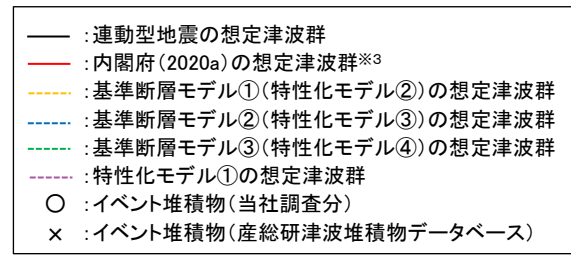 :連動型地震の想定津波群
:内閣府(2020a)の想定津波群※3
:基準断層モデル①(特性化モデル②)の想定津波群
:基準断層モデル②(特性化モデル③)の想定津波群
:基準断層モデル③(特性化モデル④)の想定津波群
:特性化モデル①の想定津波群
○ :イベント堆積物(当社調査分)
× :イベント堆積物(産総研津波堆積物データベース)